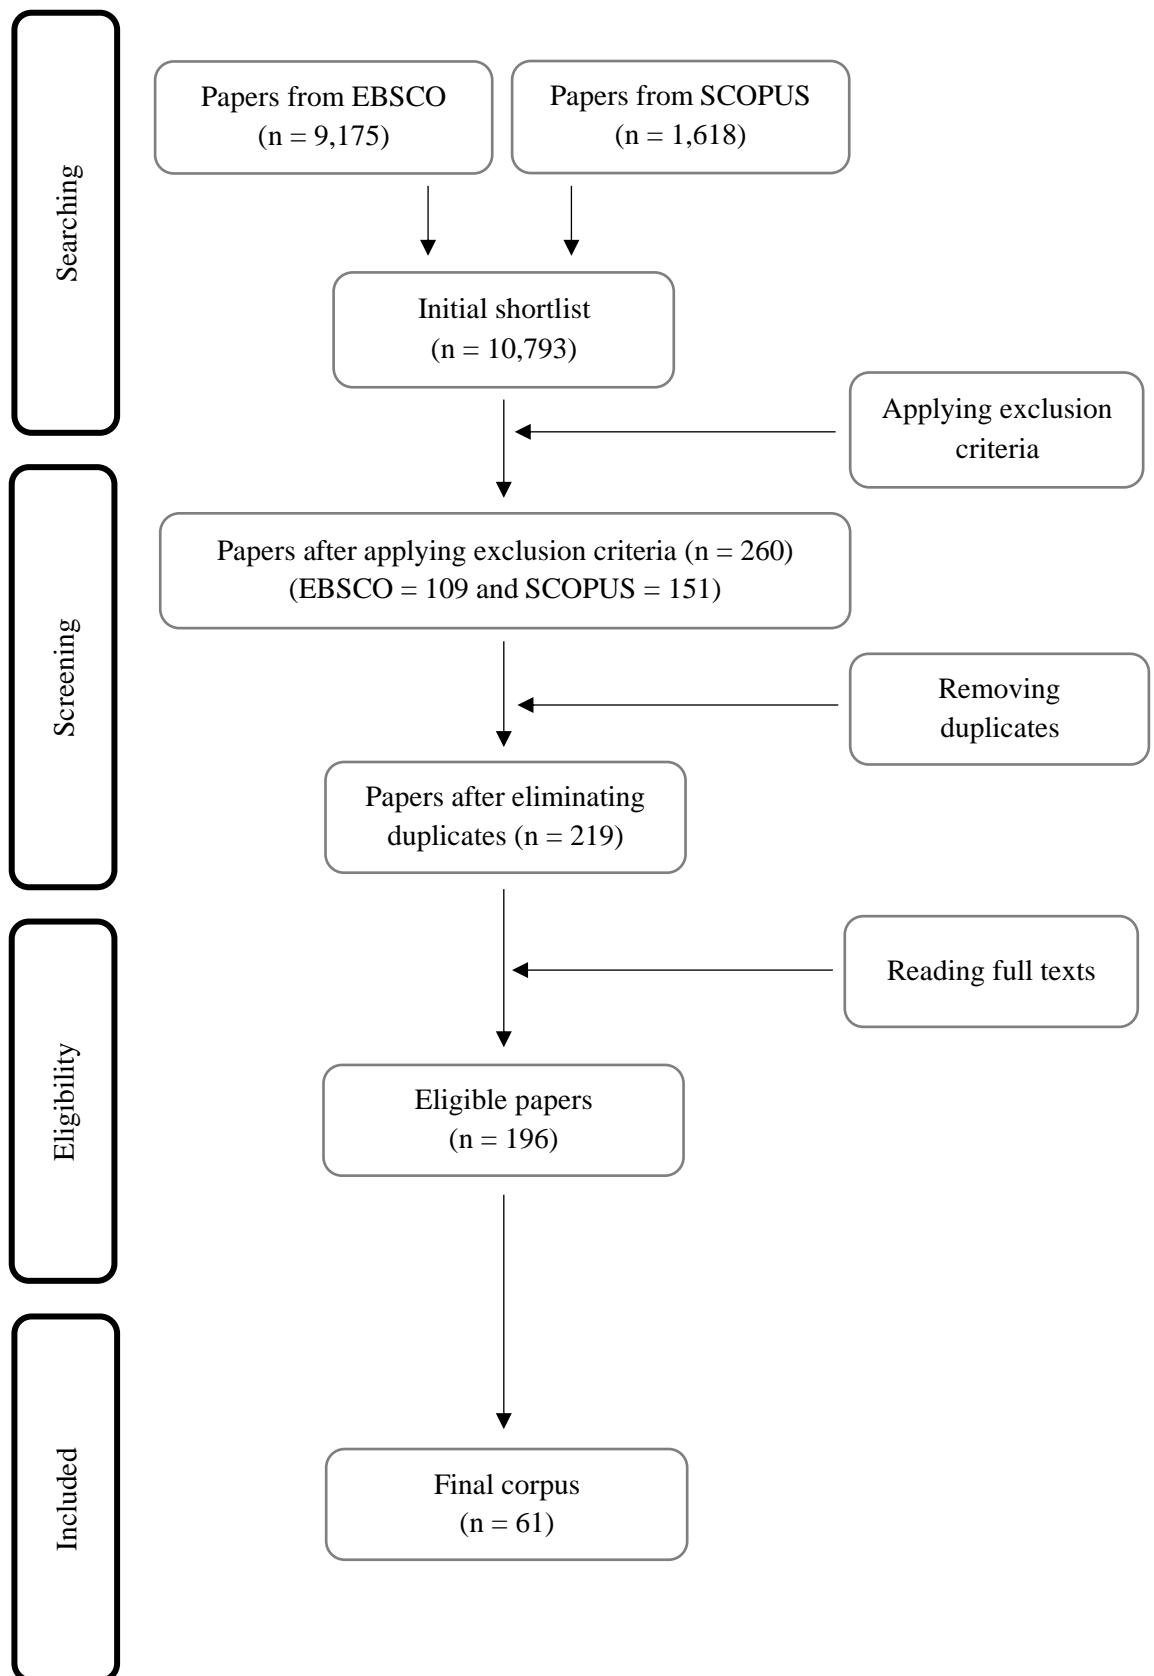 Searching
Papers from EBSCO
(n = 9,175)
Papers from SCOPUS
(n = 1,618)
Initial shortlist
(n = 10,793)
Applying exclusion
criteria
Screening
Papers after applying exclusion criteria (n = 260)
(EBSCO = 109 and SCOPUS = 151)
Removing
duplicates
Papers after eliminating
duplicates (n = 219)
Eligibility
Reading full texts
Eligible papers
(n = 196)
Included
Final corpus
(n = 61)